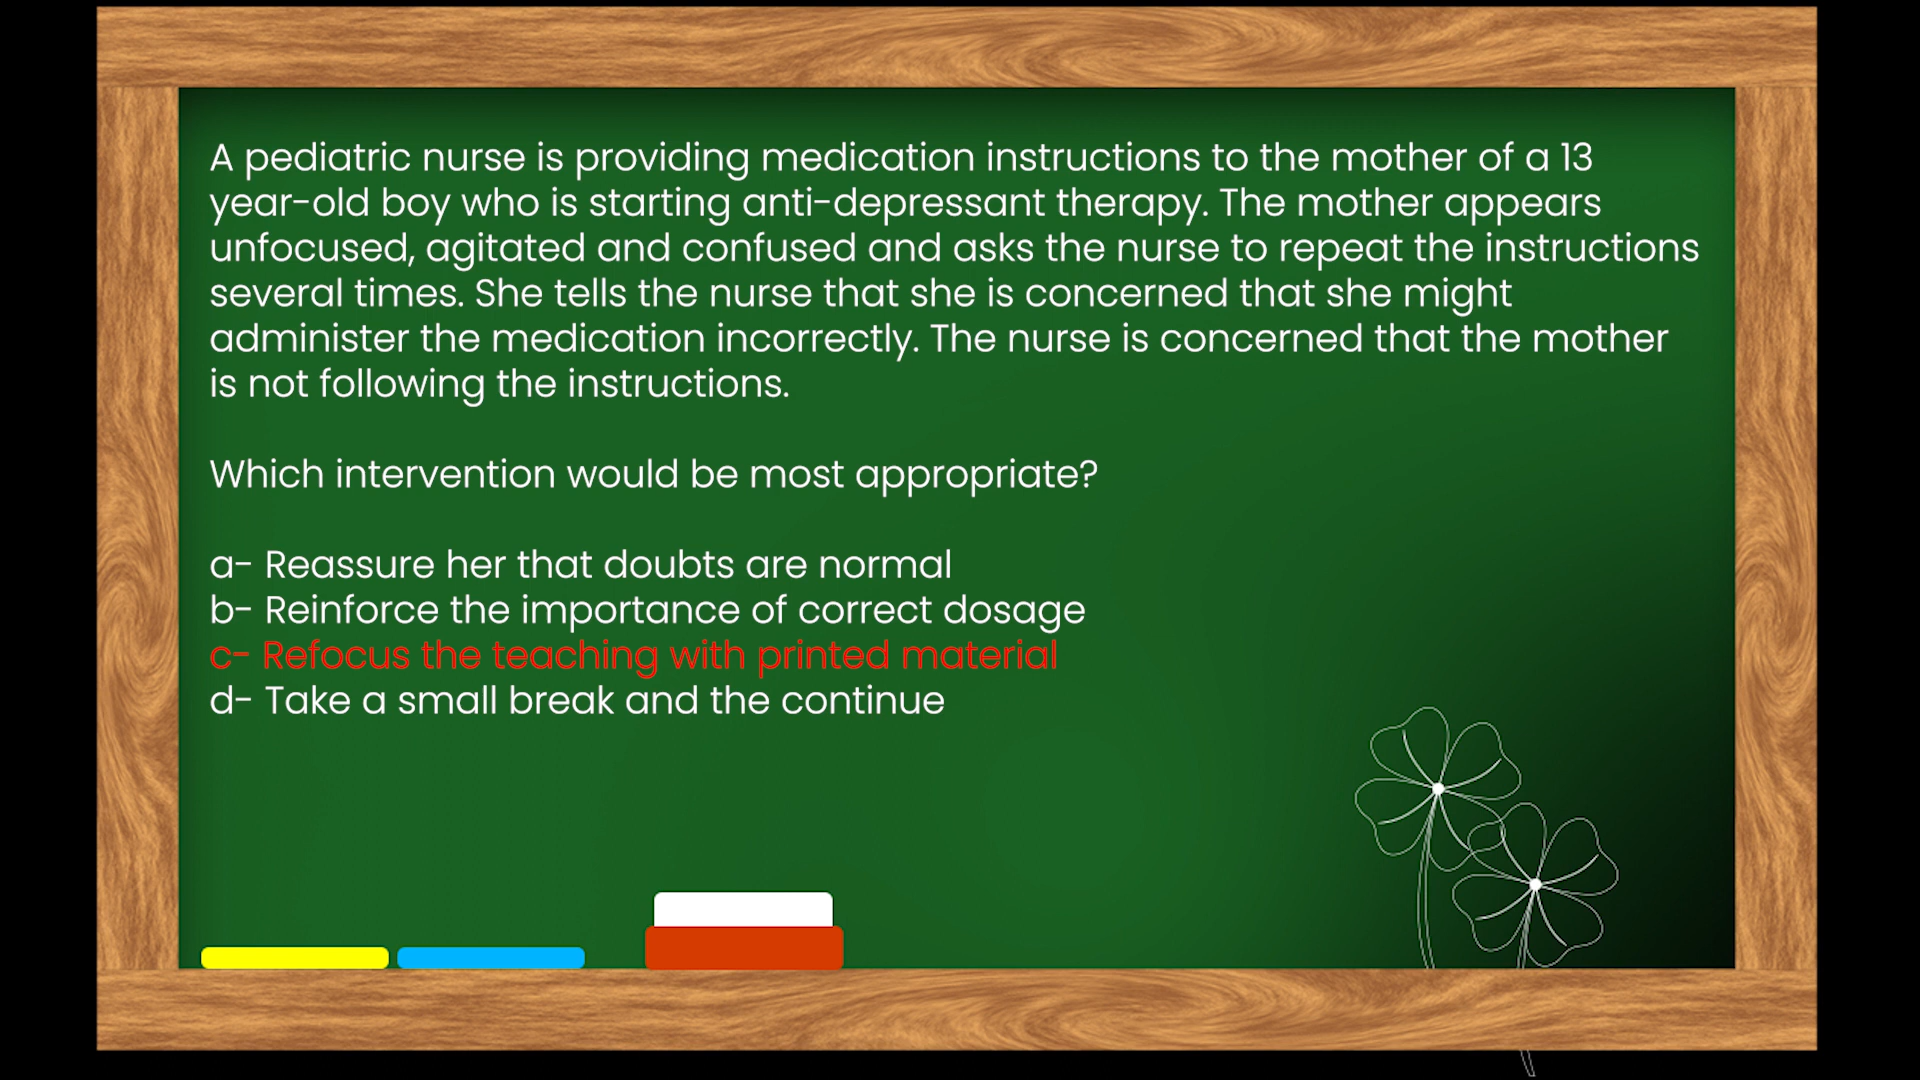 A pediatric nurse is providing medication instructions to the mother of a 13
year-old boy who is starting anti-depressant therapy. The mother appears
unfocused, agitated and confused and asks the nurse to repeat the instructions
several times. She tells the nurse that she is concerned that she might
administer the medication incorrectly. The nurse is concerned that the mother
is not following the instructions.
Which intervention would be most appropriate?
a- Reassure her that doubts are normal
b- Reinforce the importance of correct dosage
c- Refocus the teaching with printed material
d- Take a small break and the continue